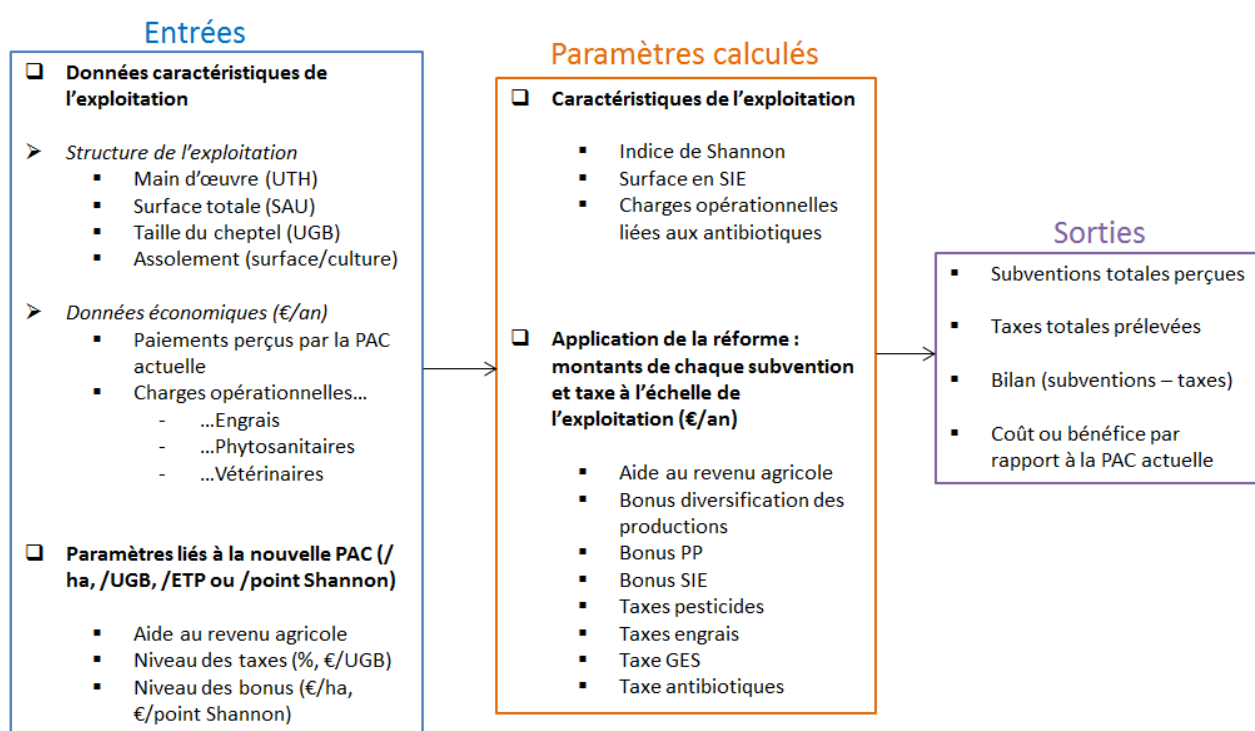 Entrées
❑ Données caractéristiques de
l'exploitation
➢ Structure de l'exploitation
▪ Main d'œuvre (UTH)
▪ Surface totale (SAU)
▪ Taille du cheptel (UGB)
▪ Assolement (surface/culture)
➢ Données économiques (€/an)
▪ Paiements perçus par la PAC
actuelle
▪ Charges opérationnelles…
- …Engrais
- …Phytosanitaires
- …Vétérinaires
❑ Paramètres liés à la nouvelle PAC (/
ha, /UGB, /ETP ou /point Shannon)
▪ Aide au revenu agricole
▪ Niveau des taxes (%, €/UGB)
▪ Niveau des bonus (€/ha,
€/point Shannon)
Paramètres calculés
❑ Caractéristiques de l'exploitation
▪ Indice de Shannon
▪ Surface en SIE
▪ Charges opérationnelles
liées aux antibiotiques
❑ Application de la réforme :
montants de chaque subvention
et taxe à l'échelle de
l'exploitation (€/an)
▪ Aide au revenu agricole
▪ Bonus diversification des
productions
▪ Bonus PP
▪ Bonus SIE
▪ Taxes pesticides
▪ Taxes engrais
▪ Taxe GES
▪ Taxe antibiotiques
Sorties
▪ Subventions totales perçues
▪ Taxes totales prélevées
▪ Bilan (subventions – taxes)
▪ Coût ou bénéfice par
rapport à la PAC actuelle